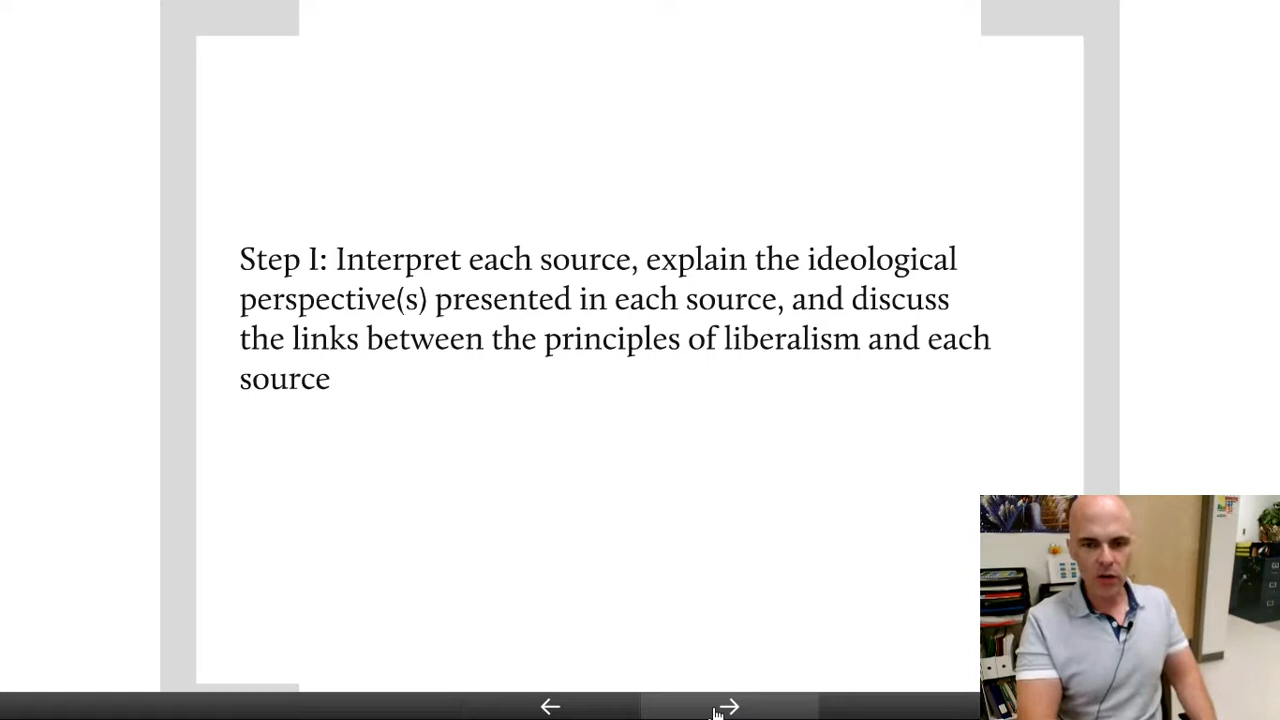 Step I: Interpret each source, explain the ideological
perspective(s) presented in each source, and discuss
the links between the principles of liberalism and each
source